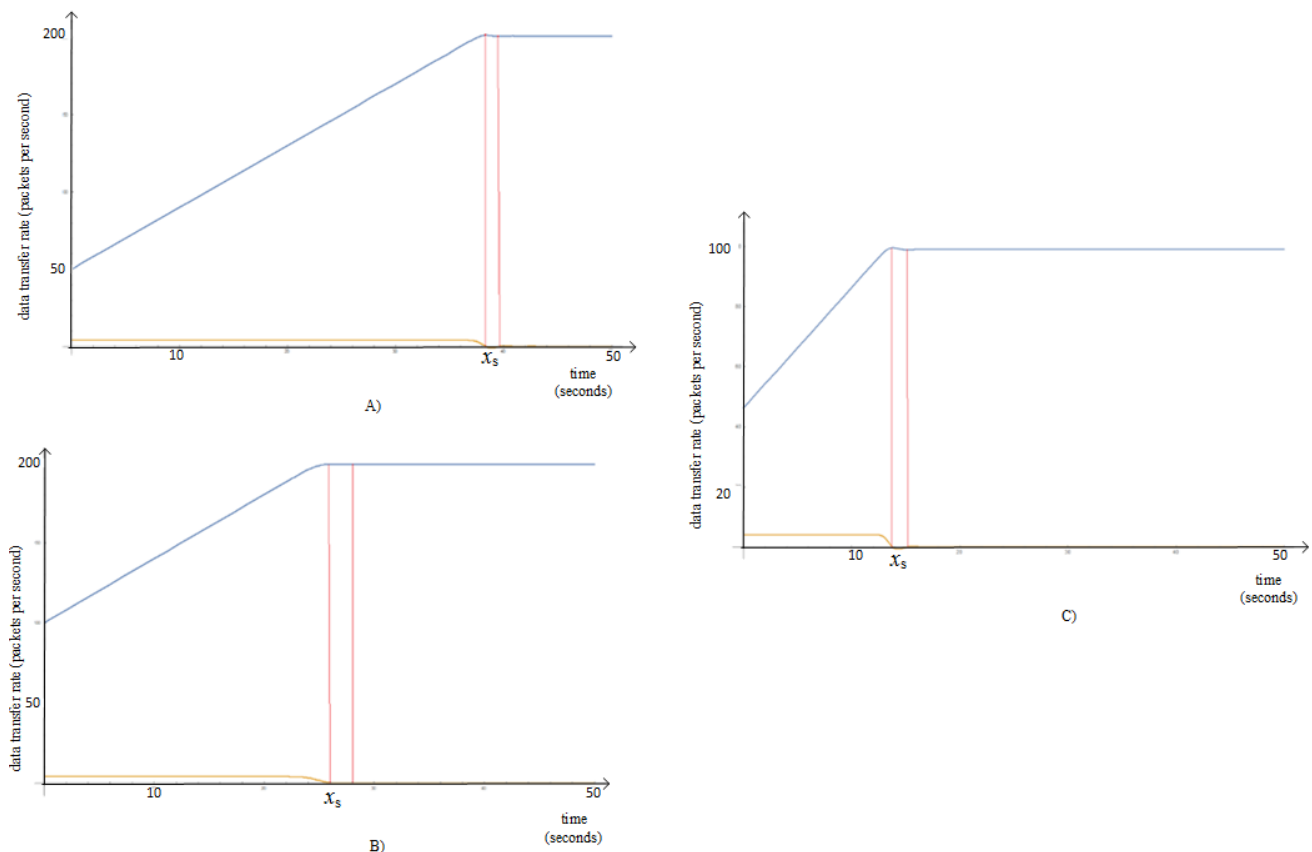 200
data transfer rate (packets per second)
50
10
x_s
50
time
(seconds)
A)
200
data transfer rate (packets per second)
50
10
x_s
50
time
(seconds)
B)
100
data transfer rate (packets per second)
20
10
20
x_s
50
time
(seconds)
C)